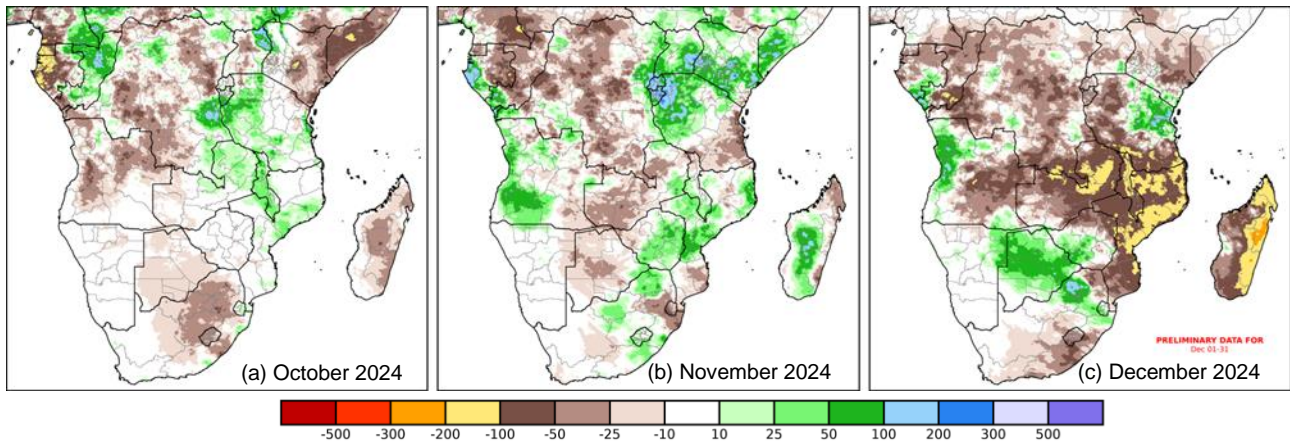 PRELIMINARY DATA FOR
Dec 01-31
(a) October 2024
(b) November 2024
(c) December 2024
-500 -300 -200 -100 -50 -25 -10 10 25 50 100 200 300 500